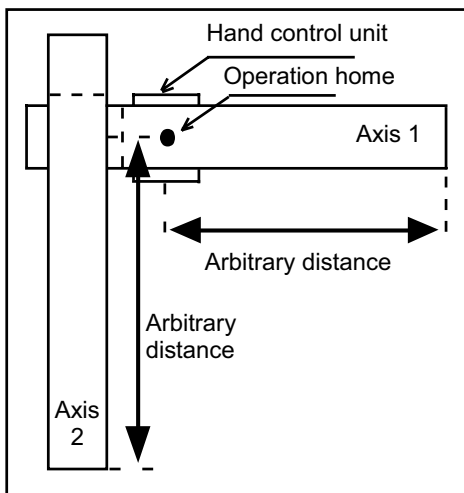 Hand control unit
Operation home
Axis 1
Arbitrary distance
Arbitrary
distance
Axis
2